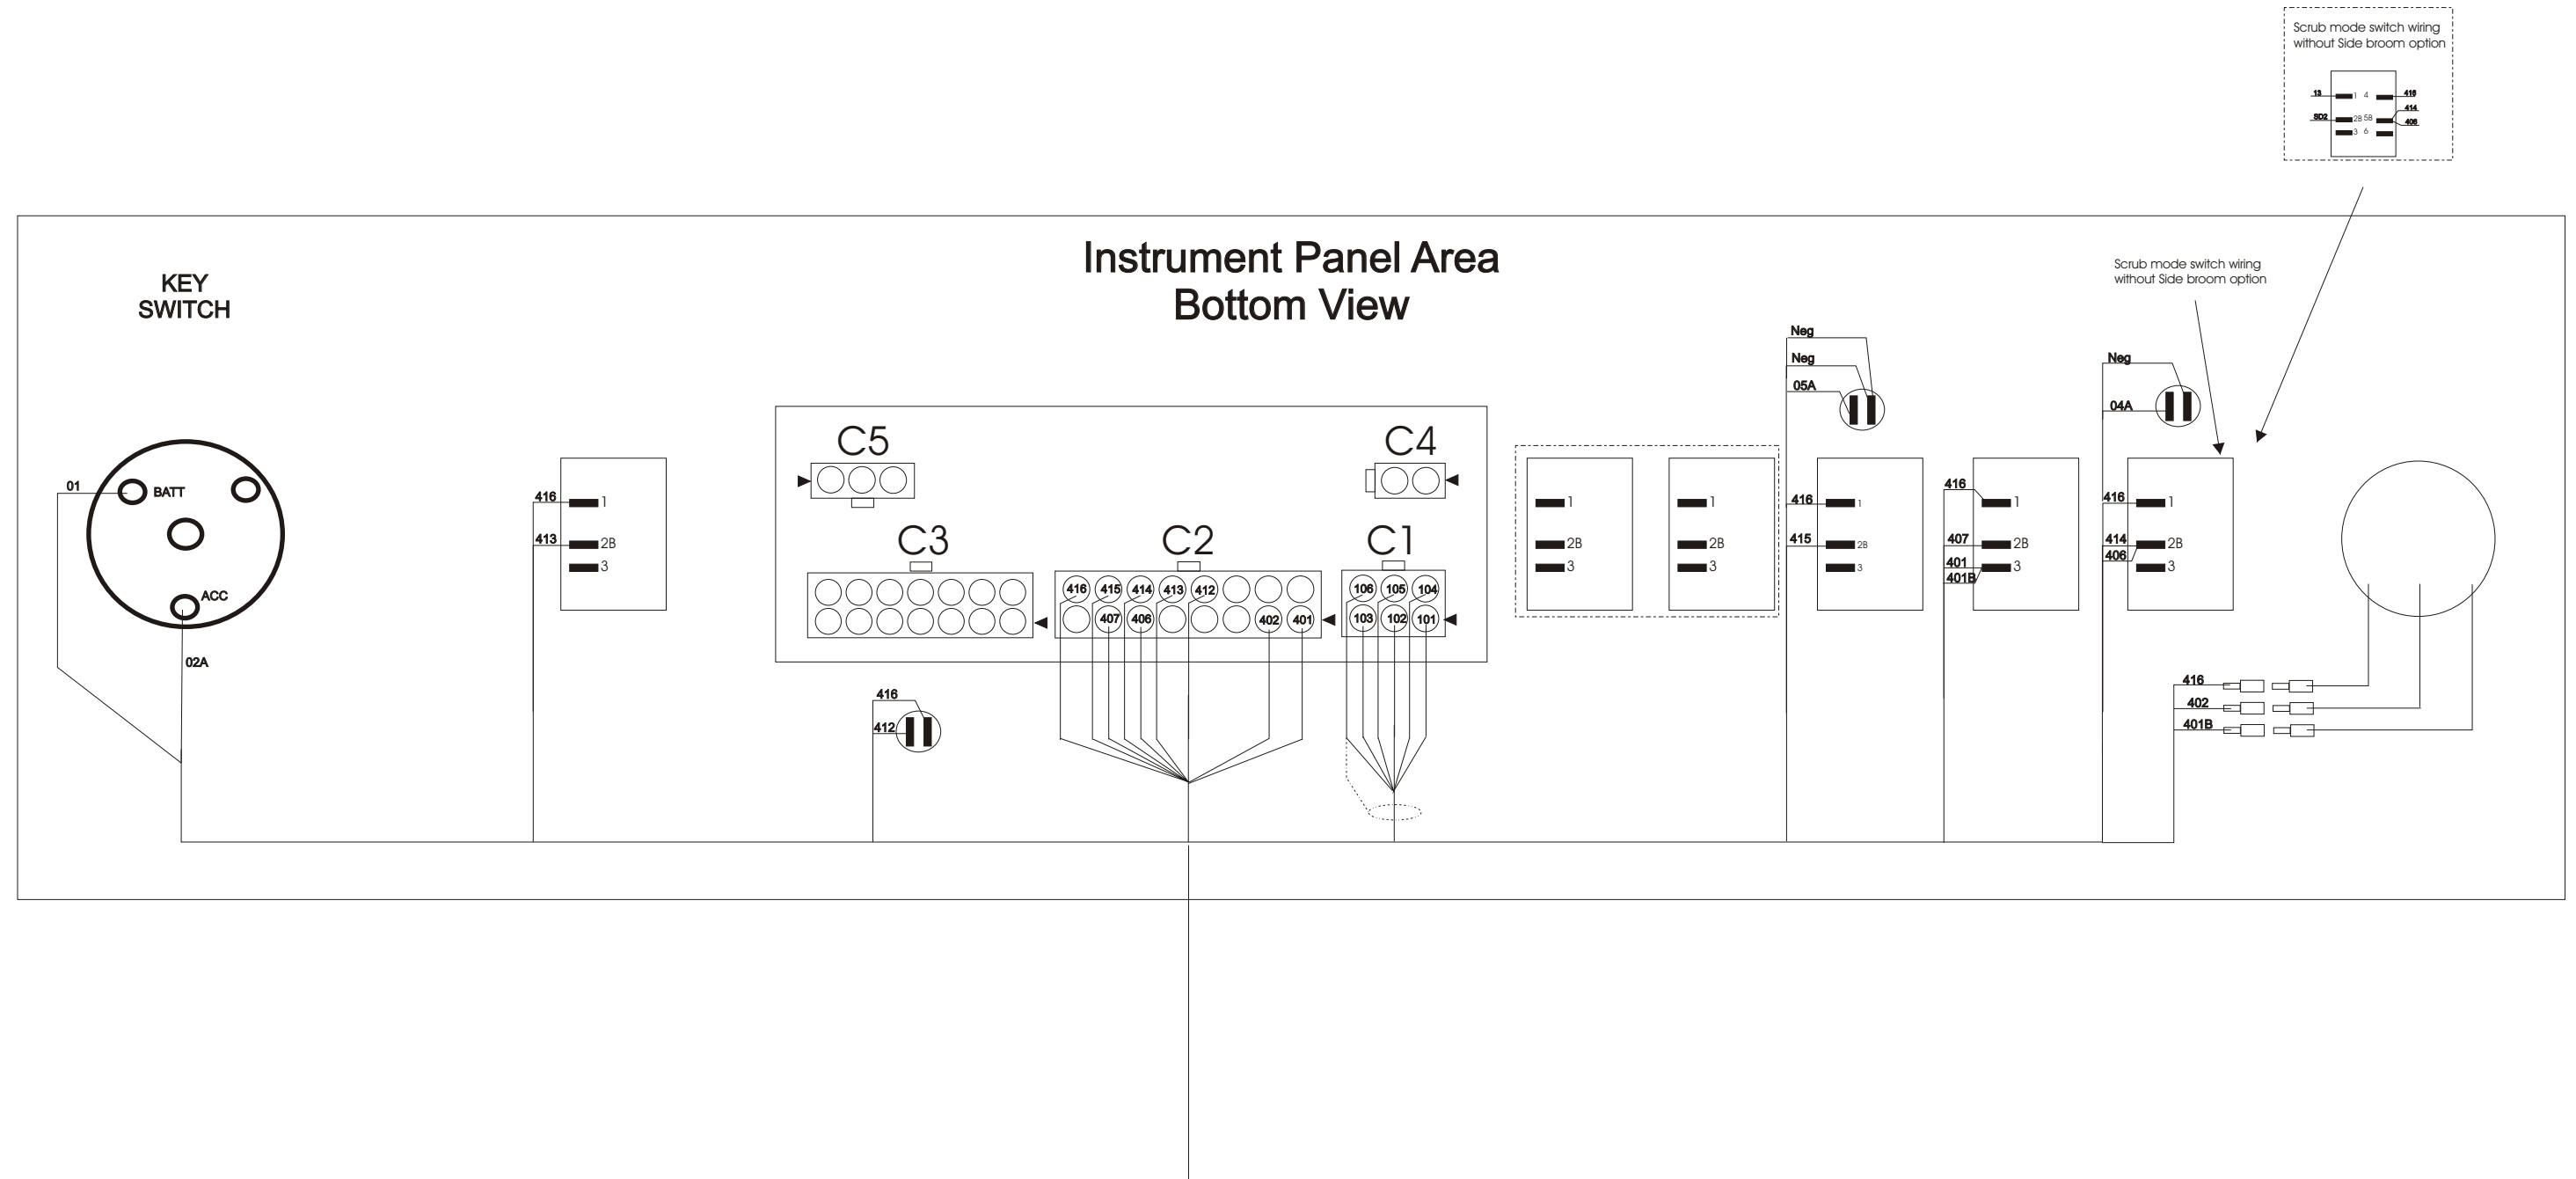 Scrub mode switch wiring
without Side broom option
13
1 4
416
414
SD2
2B 5B
406
3 6
Instrument Panel Area
Bottom View
KEY
SWITCH
Scrub mode switch wiring
without Side broom option
01
BATT
ACC
02A
416
1
413
2B
3
C5
C4
C3
C2
C1
416 415 414 413 412
407 406 402 401
106 105 104
103 102 101
416
412
1
2B
3
1
2B
3
Neg
Neg
05A
416
1
415
2B
3
416
1
407
2B
401
3
401B
Neg
04A
416
1
414
2B
406
3
416
402
401B